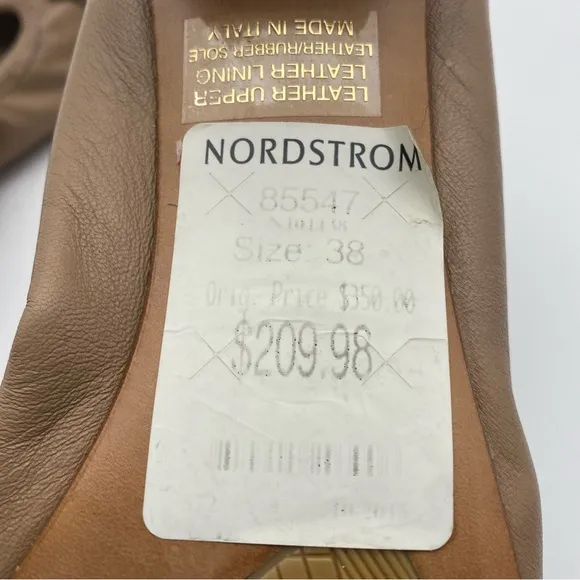 MADE IN ITALY
LEATHER/RUBBER SOLE
LEATHER LINING
LEATHER UPPER
NORDSTROM
85547
Size: 38
Orig. Price $350.00
$209.98